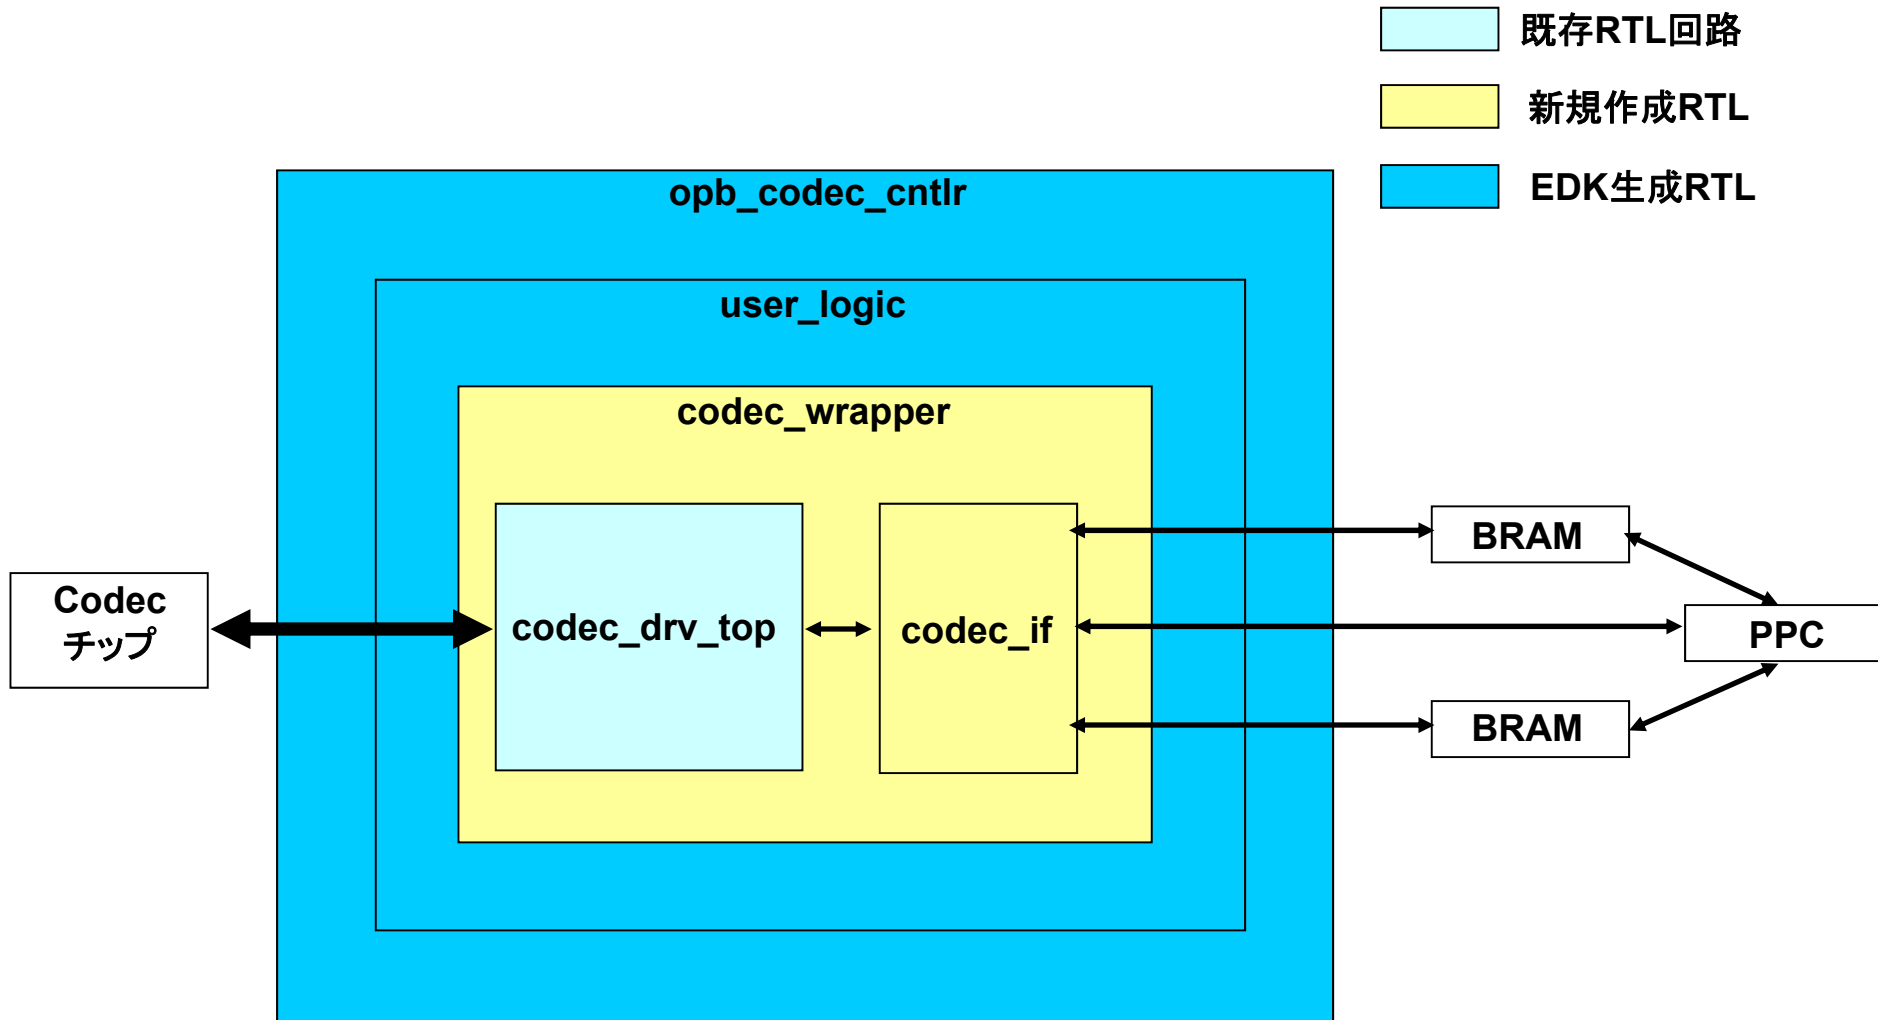 既存RTL回路
新規作成RTL
EDK生成RTL
opb_codec_cntlr
user_logic
codec_wrapper
Codec
チップ
codec_drv_top
codec_if
BRAM
PPC
BRAM